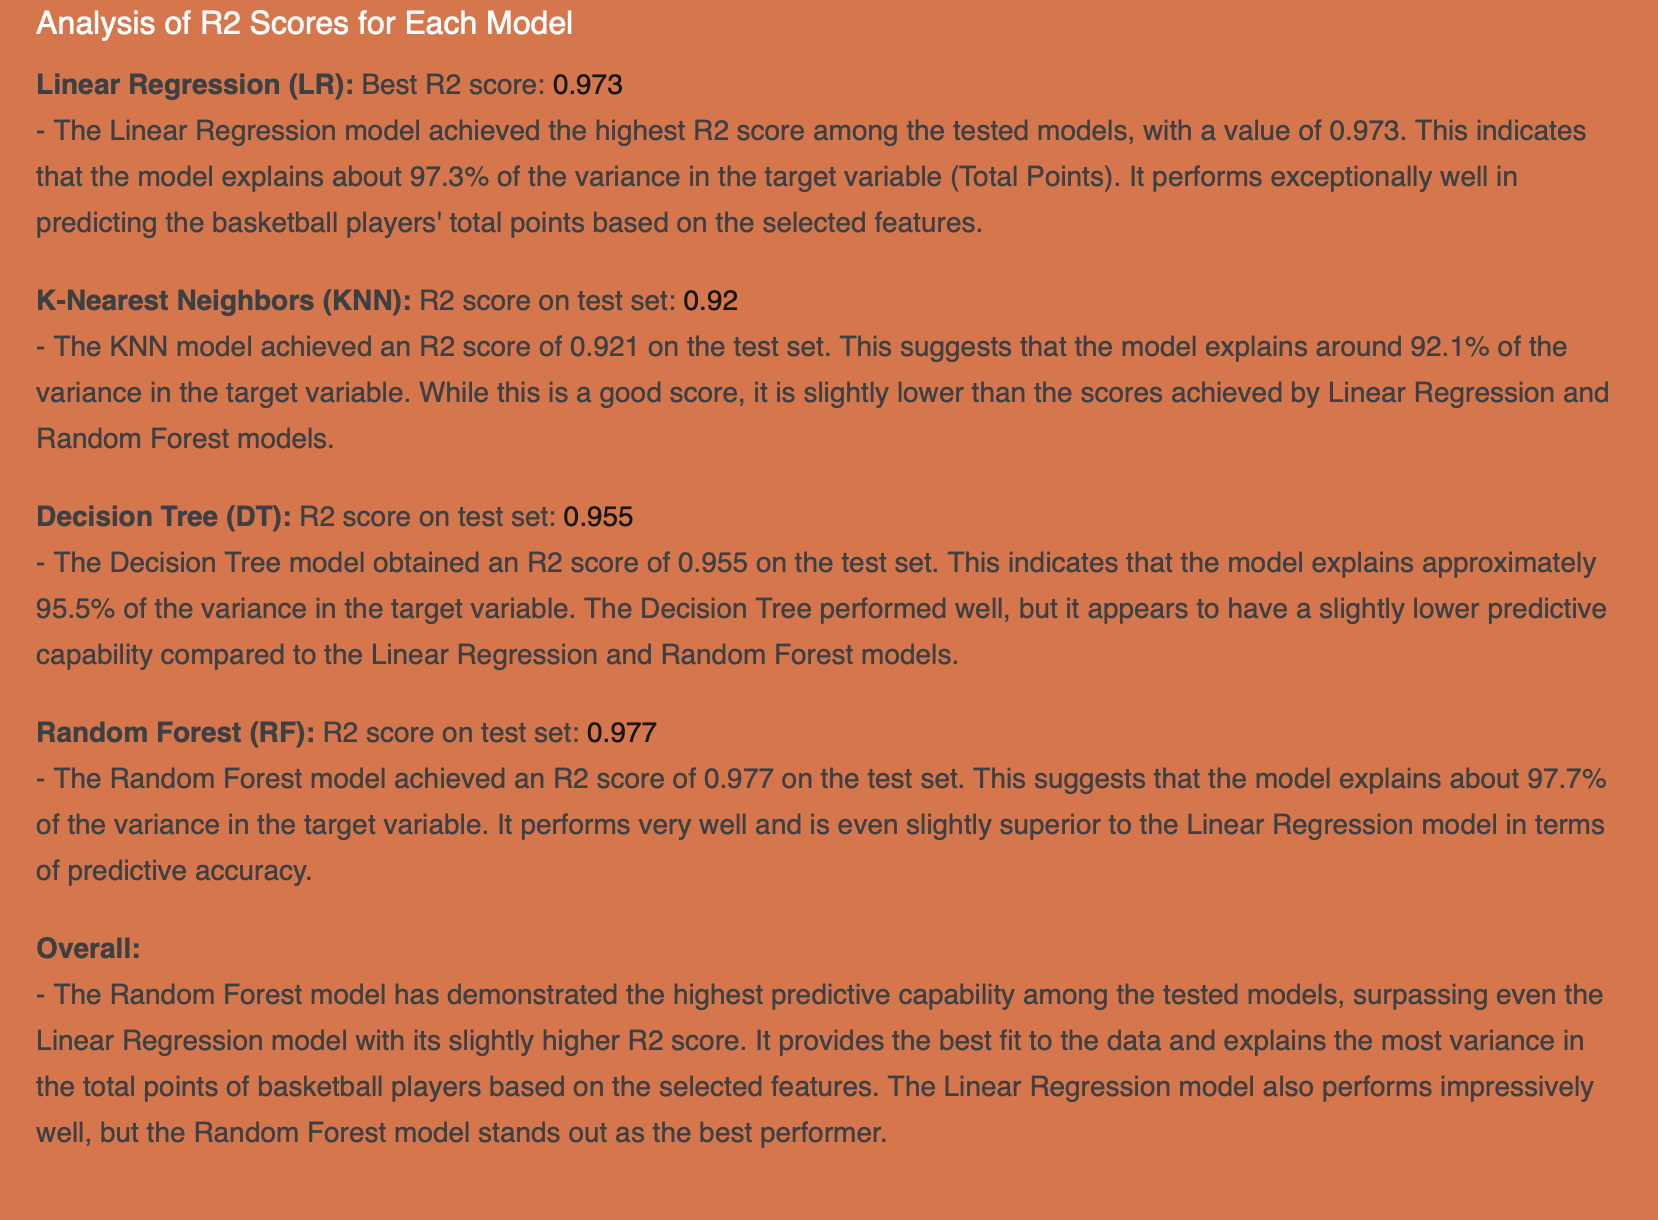 Analysis of R2 Scores for Each Model
Linear Regression (LR): Best R2 score: 0.973
- The Linear Regression model achieved the highest R2 score among the tested models, with a value of 0.973. This indicates
that the model explains about 97.3% of the variance in the target variable (Total Points). It performs exceptionally well in
predicting the basketball players' total points based on the selected features.
K-Nearest Neighbors (KNN): R2 score on test set: 0.92
- The KNN model achieved an R2 score of 0.921 on the test set. This suggests that the model explains around 92.1% of the
variance in the target variable. While this is a good score, it is slightly lower than the scores achieved by Linear Regression and
Random Forest models.
Decision Tree (DT): R2 score on test set: 0.955
- The Decision Tree model obtained an R2 score of 0.955 on the test set. This indicates that the model explains approximately
95.5% of the variance in the target variable. The Decision Tree performed well, but it appears to have a slightly lower predictive
capability compared to the Linear Regression and Random Forest models.
Random Forest (RF): R2 score on test set: 0.977
- The Random Forest model achieved an R2 score of 0.977 on the test set. This suggests that the model explains about 97.7%
of the variance in the target variable. It performs very well and is even slightly superior to the Linear Regression model in terms
of predictive accuracy.
Overall:
- The Random Forest model has demonstrated the highest predictive capability among the tested models, surpassing even the
Linear Regression model with its slightly higher R2 score. It provides the best fit to the data and explains the most variance in
the total points of basketball players based on the selected features. The Linear Regression model also performs impressively
well, but the Random Forest model stands out as the best performer.